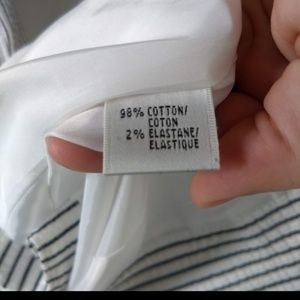 98% COTTON/
COTON
2% ELASTANE/
ELASTIQUE